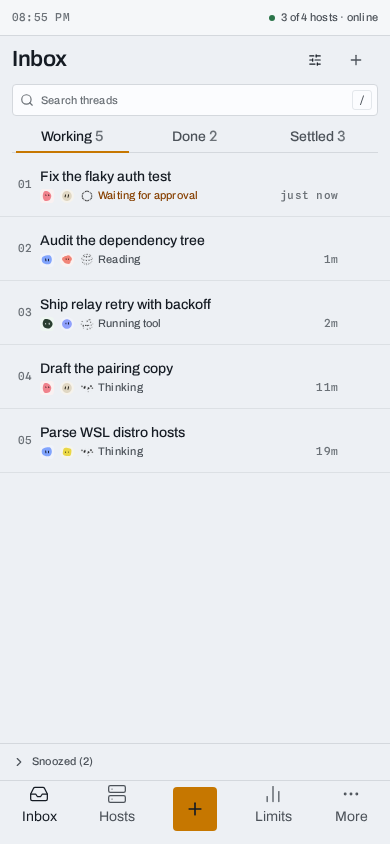 08:55 PM
3 of 4 hosts · online
Inbox
Search threads
/
Working 5
Done 2
Settled 3
01
Fix the flaky auth test
Waiting for approval
just now
02
Audit the dependency tree
Reading
1m
03
Ship relay retry with backoff
Running tool
2m
04
Draft the pairing copy
Thinking
11m
05
Parse WSL distro hosts
Thinking
19m
Snoozed (2)
Inbox
Hosts
Limits
More